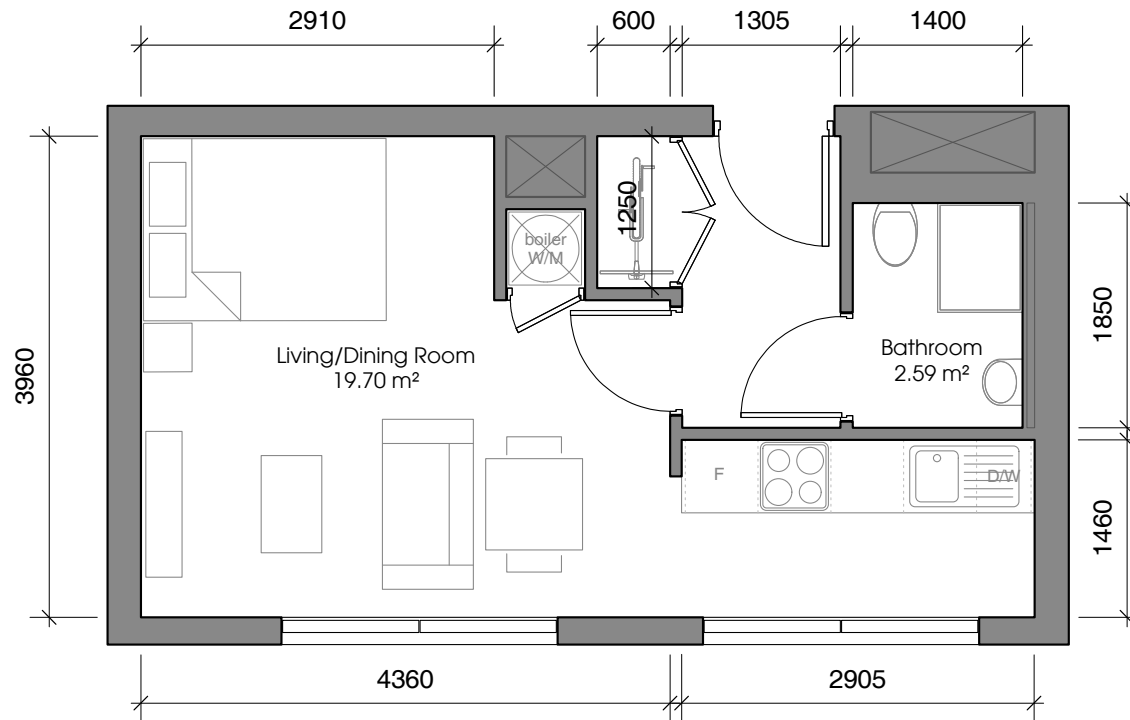 2910
600
1305
1400
1250
boiler
W/M
3960
Living/Dining Room
19.70 m²
Bathroom
2.59 m²
1850
F
D/W
1460
4360
2905